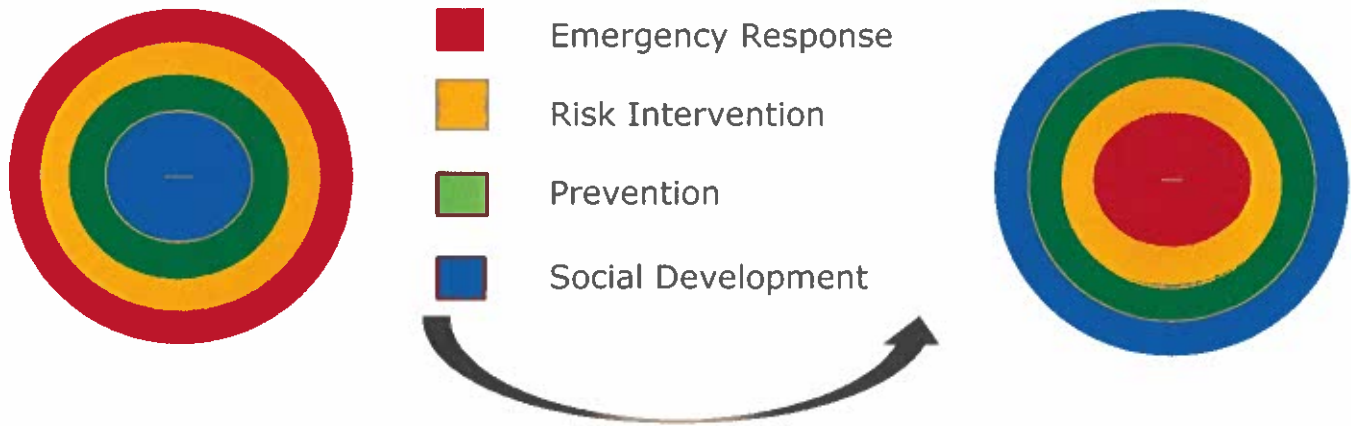 Emergency Response
Risk Intervention
Prevention
Social Development